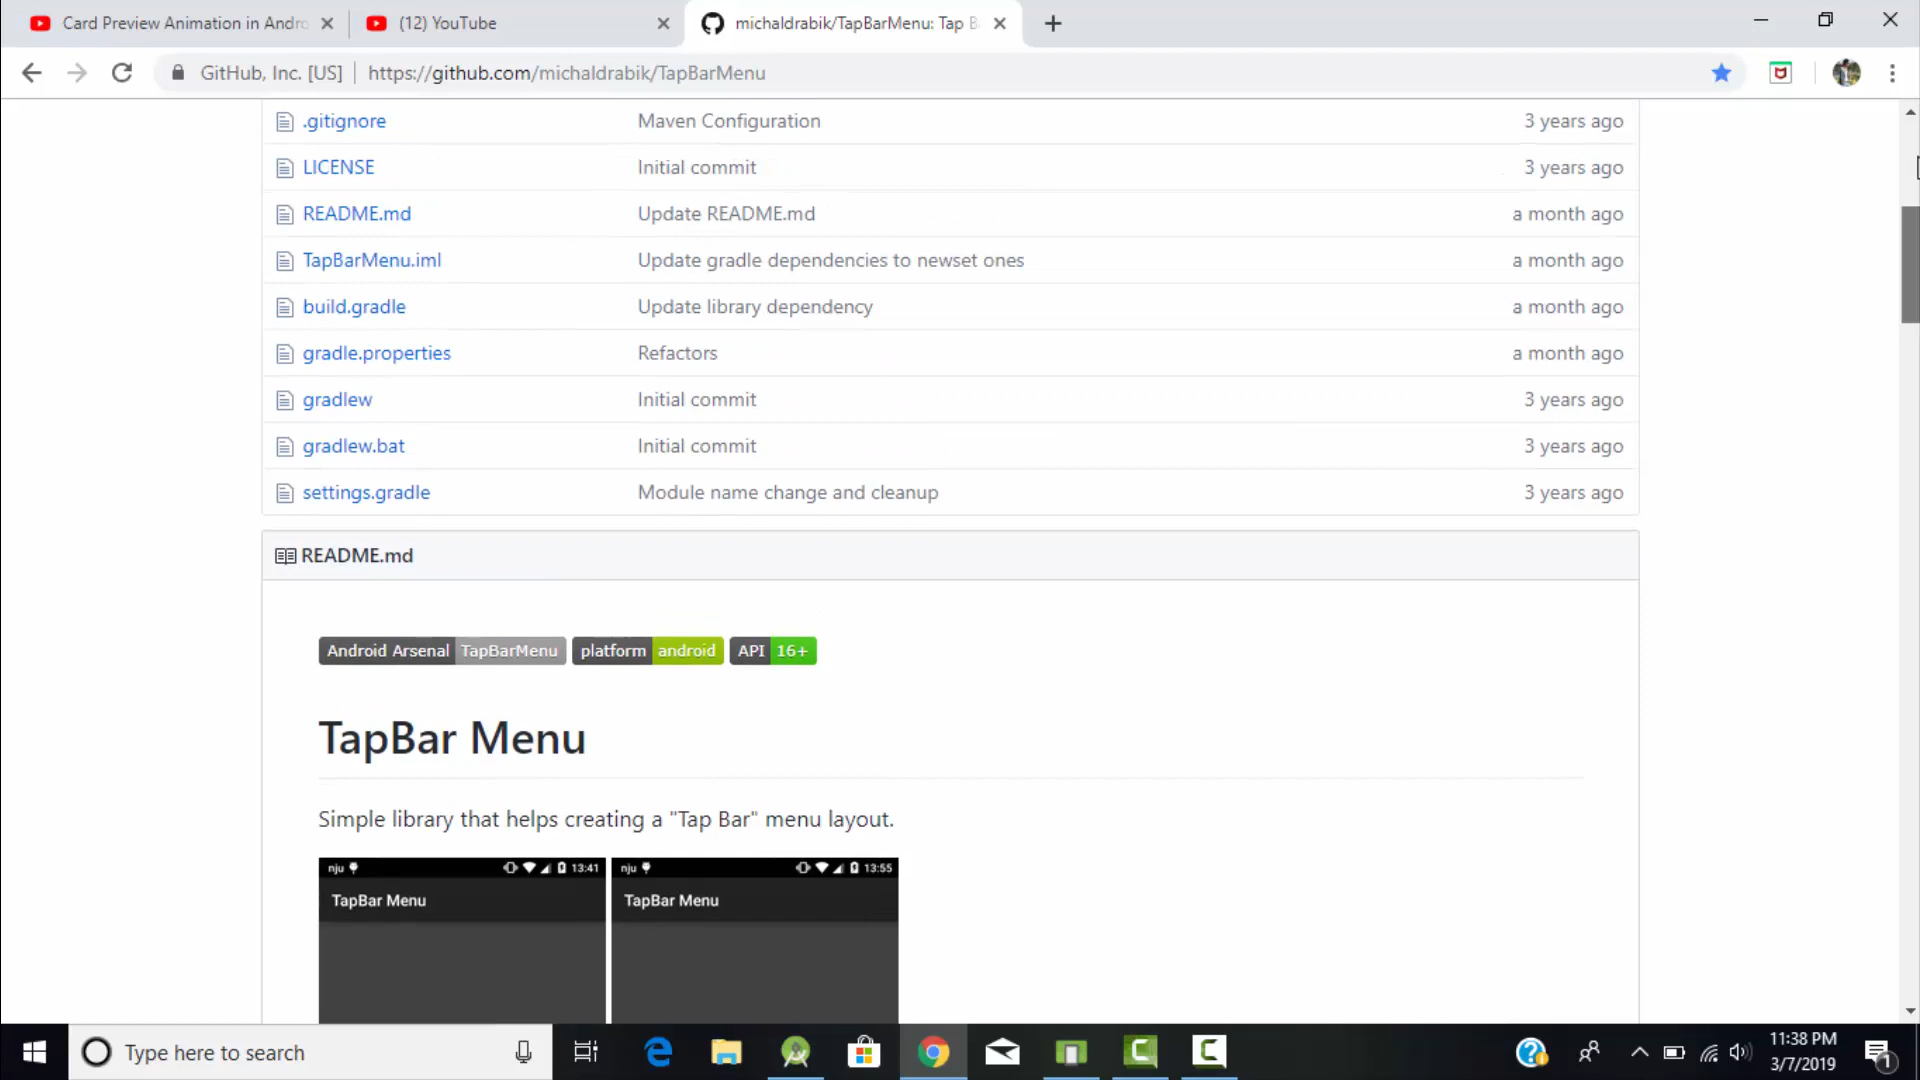 Card Preview Animation in Andro
(12) YouTube
michaldrabik/TapBarMenu: Tap B
GitHub, Inc. [US]
https://github.com/michaldrabik/TapBarMenu
.gitignore Maven Configuration 3 years ago
LICENSE Initial commit 3 years ago
README.md Update README.md a month ago
TapBarMenu.iml Update gradle dependencies to newset ones a month ago
build.gradle Update library dependency a month ago
gradle.properties Refactors a month ago
gradlew Initial commit 3 years ago
gradlew.bat Initial commit 3 years ago
settings.gradle Module name change and cleanup 3 years ago
README.md
Android Arsenal TapBarMenu platform android API 16+
TapBar Menu
Simple library that helps creating a "Tap Bar" menu layout.
nju 13:41 nju 13:55
TapBar Menu TapBar Menu
Type here to search
11:38 PM
3/7/2019
1